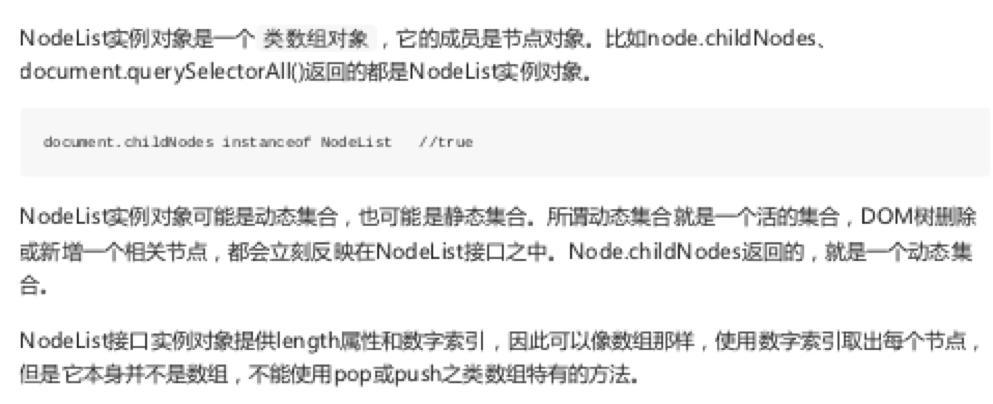 NodeList实例对象是一个 类数组对象 ，它的成员是节点对象。比如node.childNodes、
document.querySelectorAll()返回的都是NodeList实例对象。
document.childNodes instanceof NodeList   //true
NodeList实例对象可能是动态集合，也可能是静态集合。所谓动态集合就是一个活的集合，DOM树删除
或新增一个相关节点，都会立刻反映在NodeList接口之中。Node.childNodes返回的，就是一个动态集
合。
NodeList接口实例对象提供length属性和数字索引，因此可以像数组那样，使用数字索引取出每个节点，
但是它本身并不是数组，不能使用pop或push之类数组特有的方法。